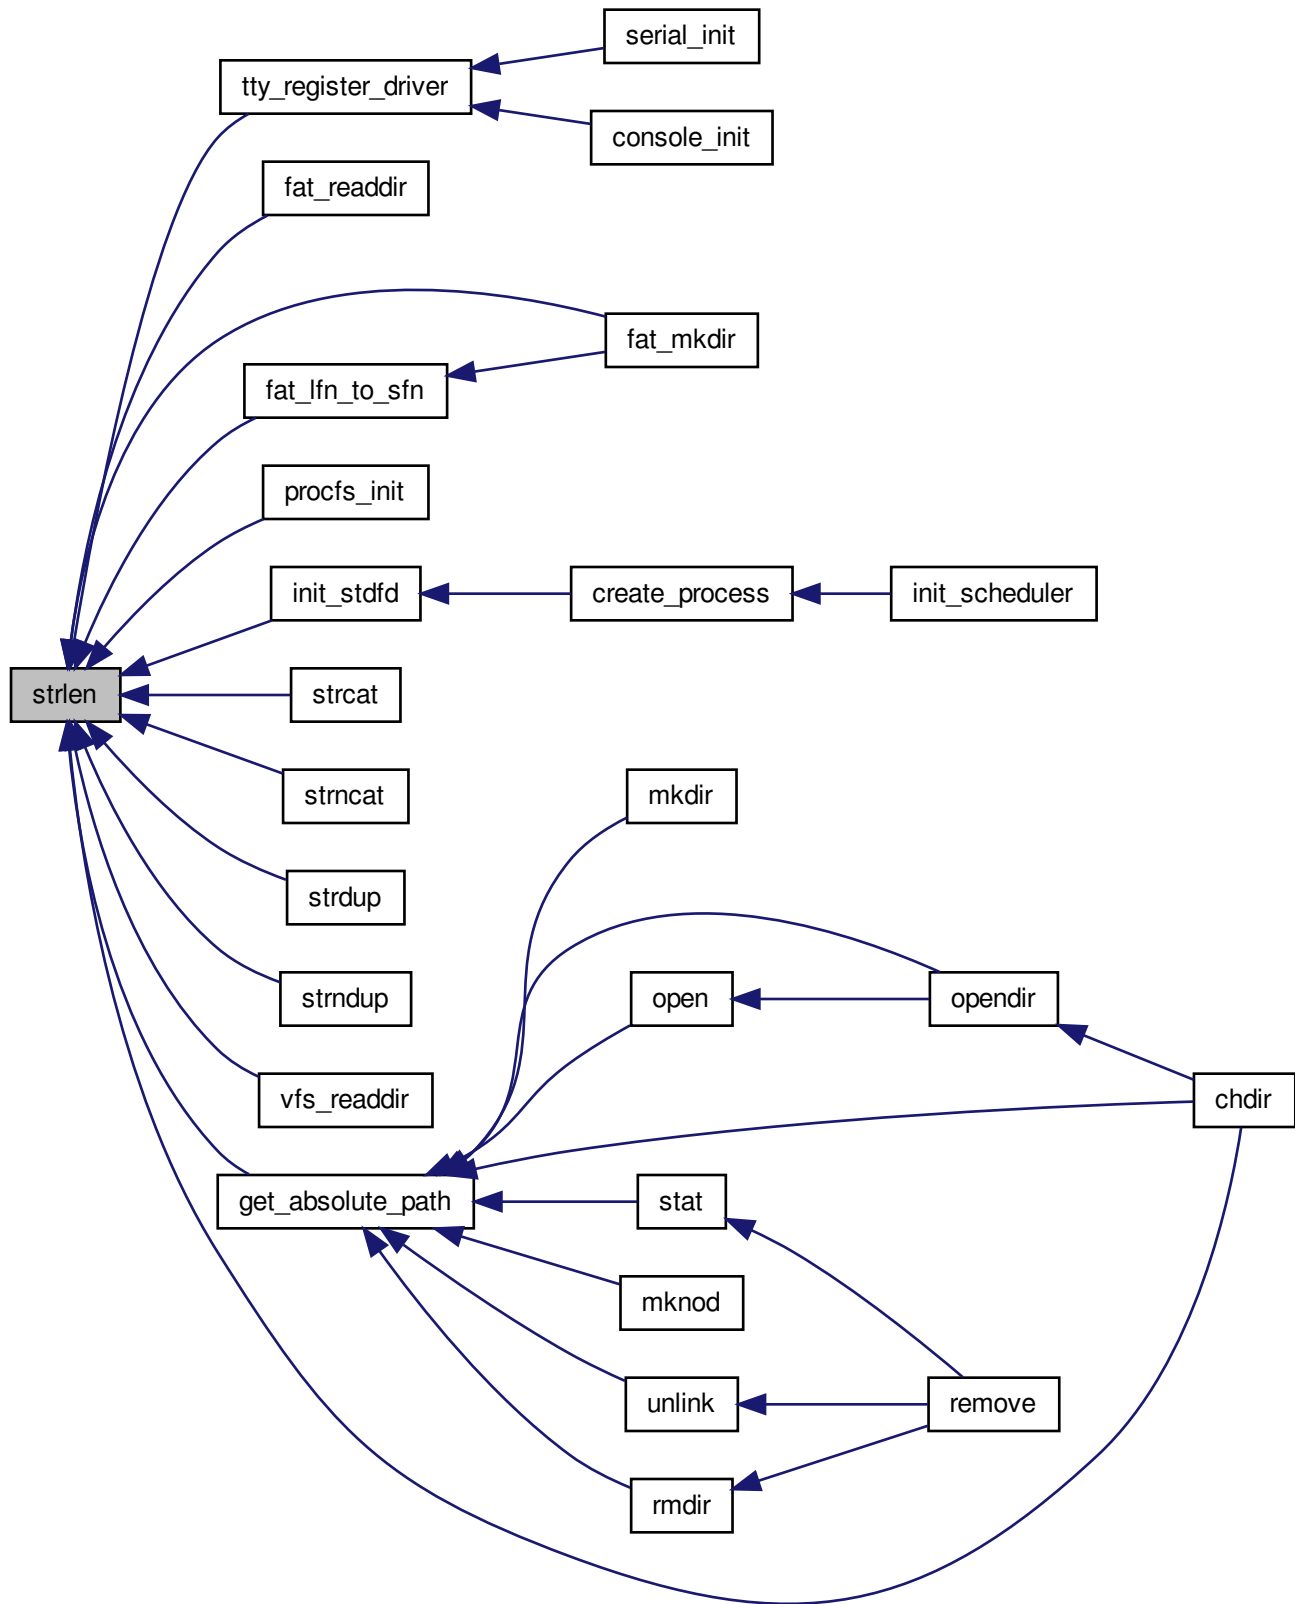 serial_init
tty_register_driver
console_init
fat_readdir
fat_mkdir
fat_lfn_to_sfn
procfs_init
init_stdfd
create_process
init_scheduler
strlen
strcat
strncat
mkdir
strdup
strndup
open
opendir
vfs_readdir
chdir
get_absolute_path
stat
mknod
unlink
remove
rmdir